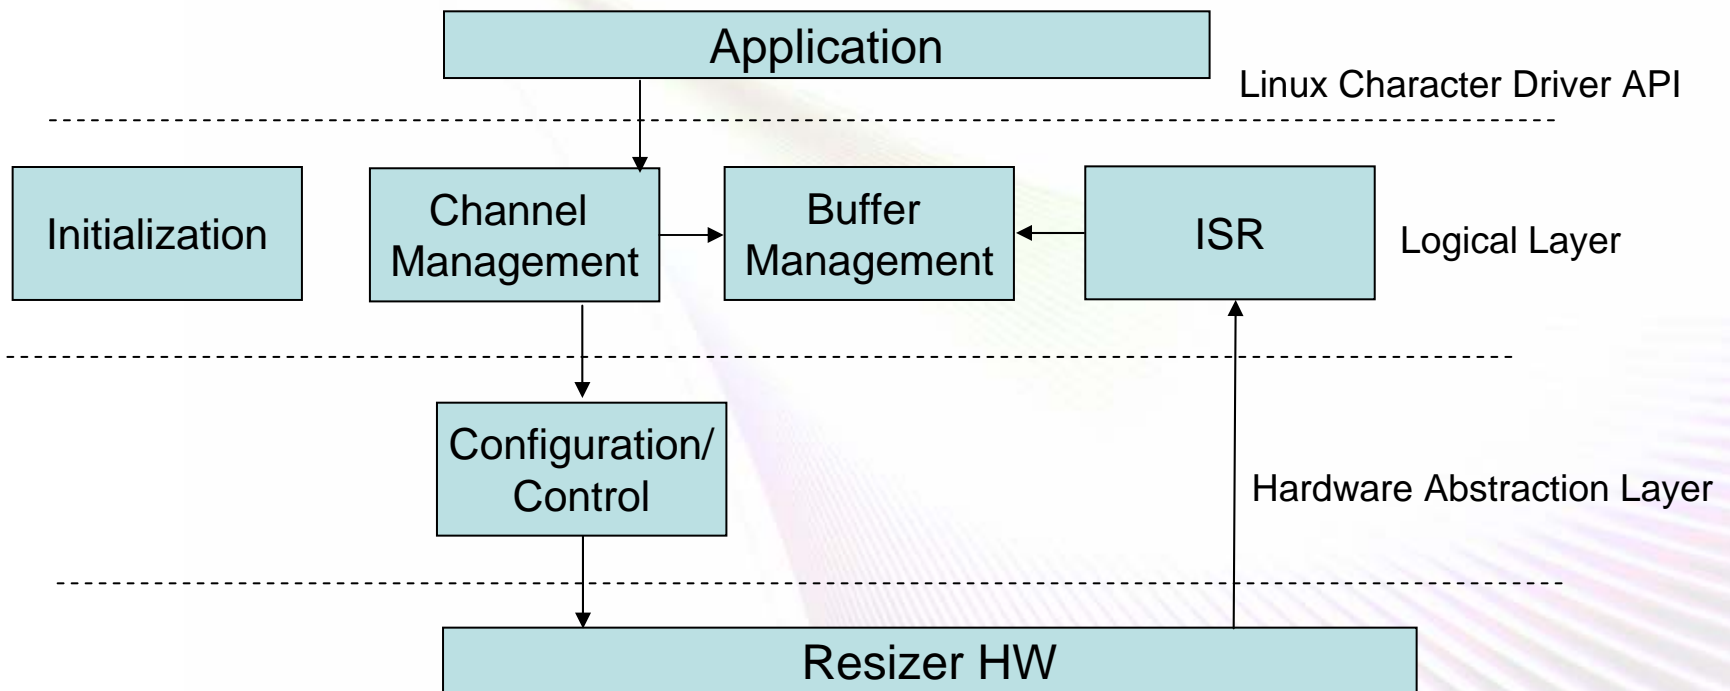 Application
Linux Character Driver API
Initialization
Channel
Management
Buffer
Management
ISR
Logical Layer
Configuration/
Control
Hardware Abstraction Layer
Resizer HW